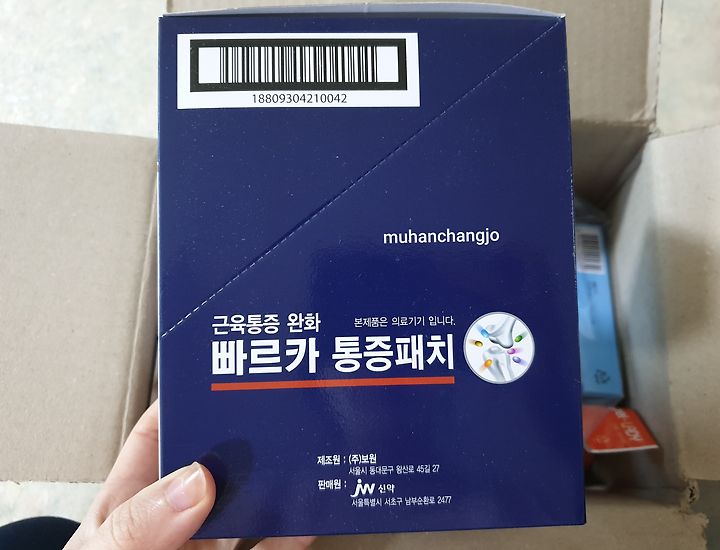 18809304210042
muhanchangjo
근육통증 완화 본제품은 의료기기 입니다.
빠르카 통증패치
제조원 : (주)보원
서울시 동대문구 왕산로 45길 27
판매원 : jw 신약
서울특별시 서초구 남부순환로 2477